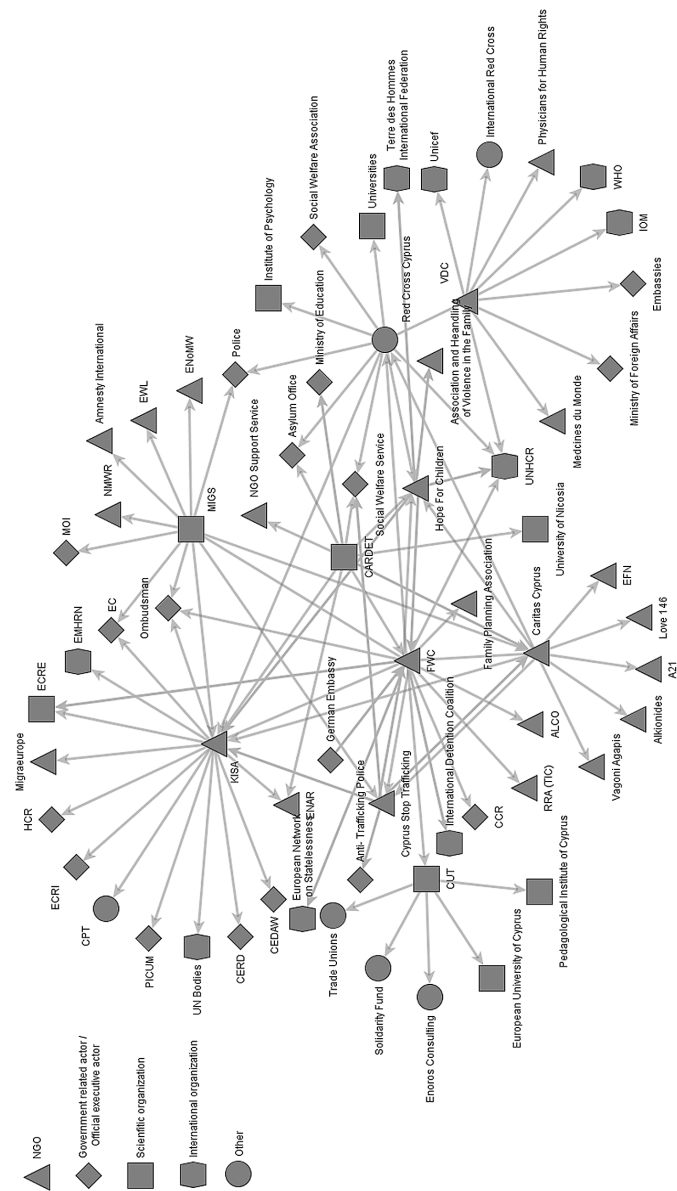 MOI
NMWR
Amnesty International
EWL
ENoMW
Police
Institute of Psychology
Social Welfare Association
Universities
Terre des Hommes
International Federation
Unicef
International Red Cross
Physicians for Human Rights
WHO
IOM
Embassies
Ministry of Foreign Affairs
Medcines du Monde
VDC
Red Cross Cyprus
Association and Heandling
of Violence in the Family
Ministry of Education
Asylum Office
NGO Support Service
MIGS
Social Welfare Service
Hope For Children
UNHCR
CARDET
University of Nicosia
Ombudsman
EC
EMHRN
ECRE
Migraeurope
HCR
ECRI
CPT
PICUM
UN Bodies
CERD
CEDAW
KISA
ENAR
European Network
on Statelessness
German Embassy
FWC
Family Planning Association
Caritas Cyprus
EFN
Love 146
A21
Alkionides
Vagoni Agapis
ALCO
RRA (TIC)
CCR
International Detention Coalition
Cyprus Stop Trafficking
Anti- Trafficking Police
CUT
Trade Unions
Solidarity Fund
Enoros Consulting
European University of Cyprus
Pedagological Institute of Cyprus
NGO
Government related actor /
Official executive actor
Scienfitic organization
International organization
Other